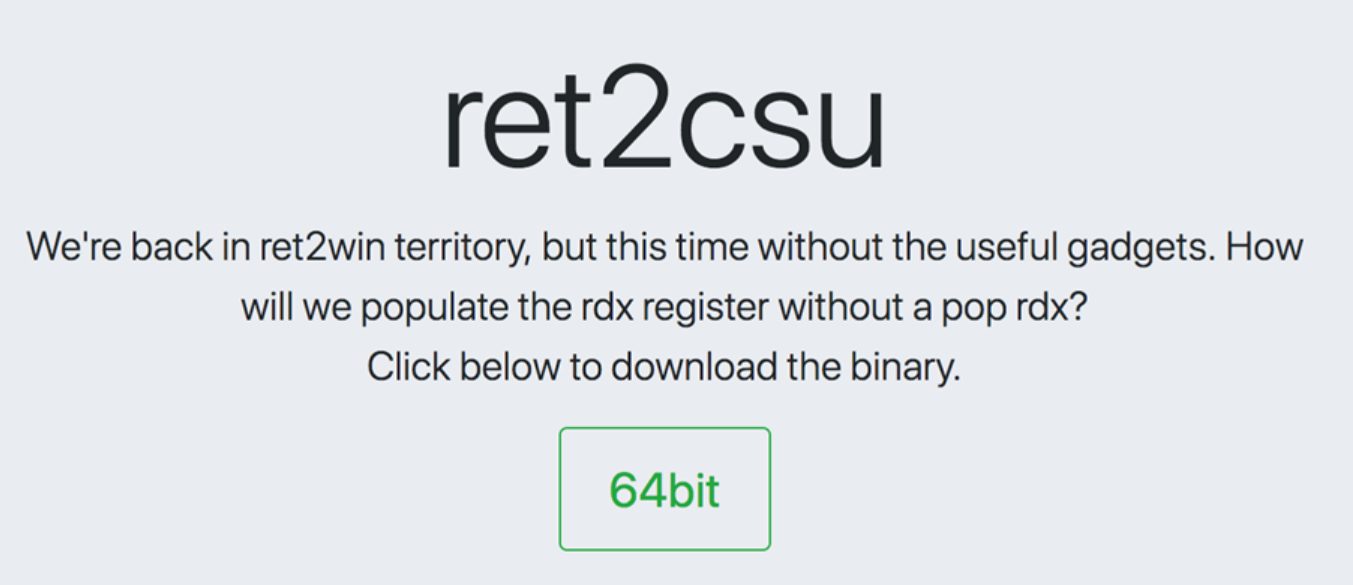 ret2csu
We're back in ret2win territory, but this time without the useful gadgets. How
will we populate the rdx register without a pop rdx?
Click below to download the binary.
64bit